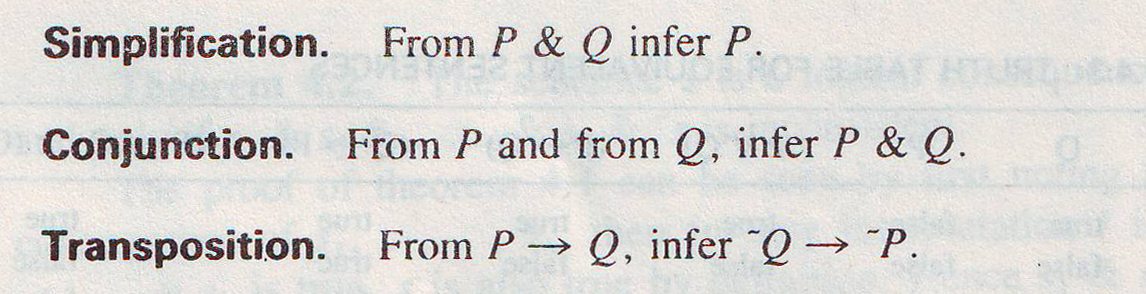 Simplification. From P & Q infer P.
Conjunction. From P and from Q, infer P & Q.
Transposition. From P → Q, infer ~Q → ~P.